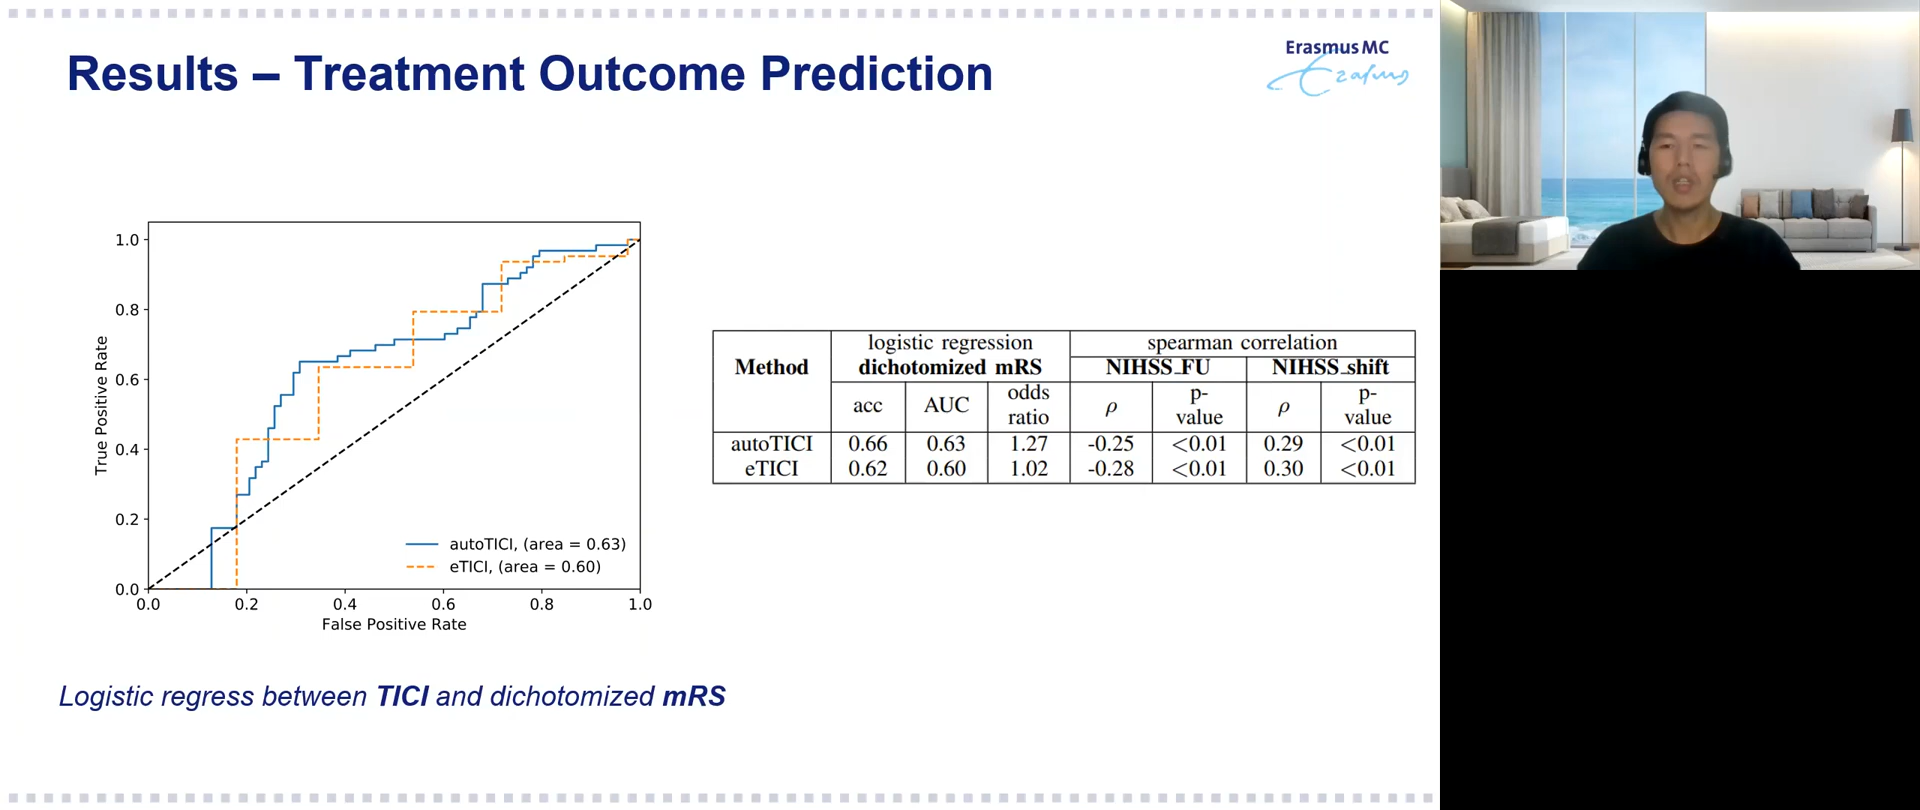 Results – Treatment Outcome Prediction
Erasmus MC
Erasmus
1.0
0.8
0.6
0.4
0.2
0.0
True Positive Rate
0.0 0.2 0.4 0.6 0.8 1.0
False Positive Rate
autoTICI, (area = 0.63)
eTICI, (area = 0.60)
Method
logistic regression
dichotomized mRS
spearman correlation
NIHSS_FU NIHSS_shift
acc AUC odds ratio ρ p-value ρ p-value
autoTICI 0.66 0.63 1.27 -0.25 <0.01 0.29 <0.01
eTICI 0.62 0.60 1.02 -0.28 <0.01 0.30 <0.01
Logistic regress between TICI and dichotomized mRS